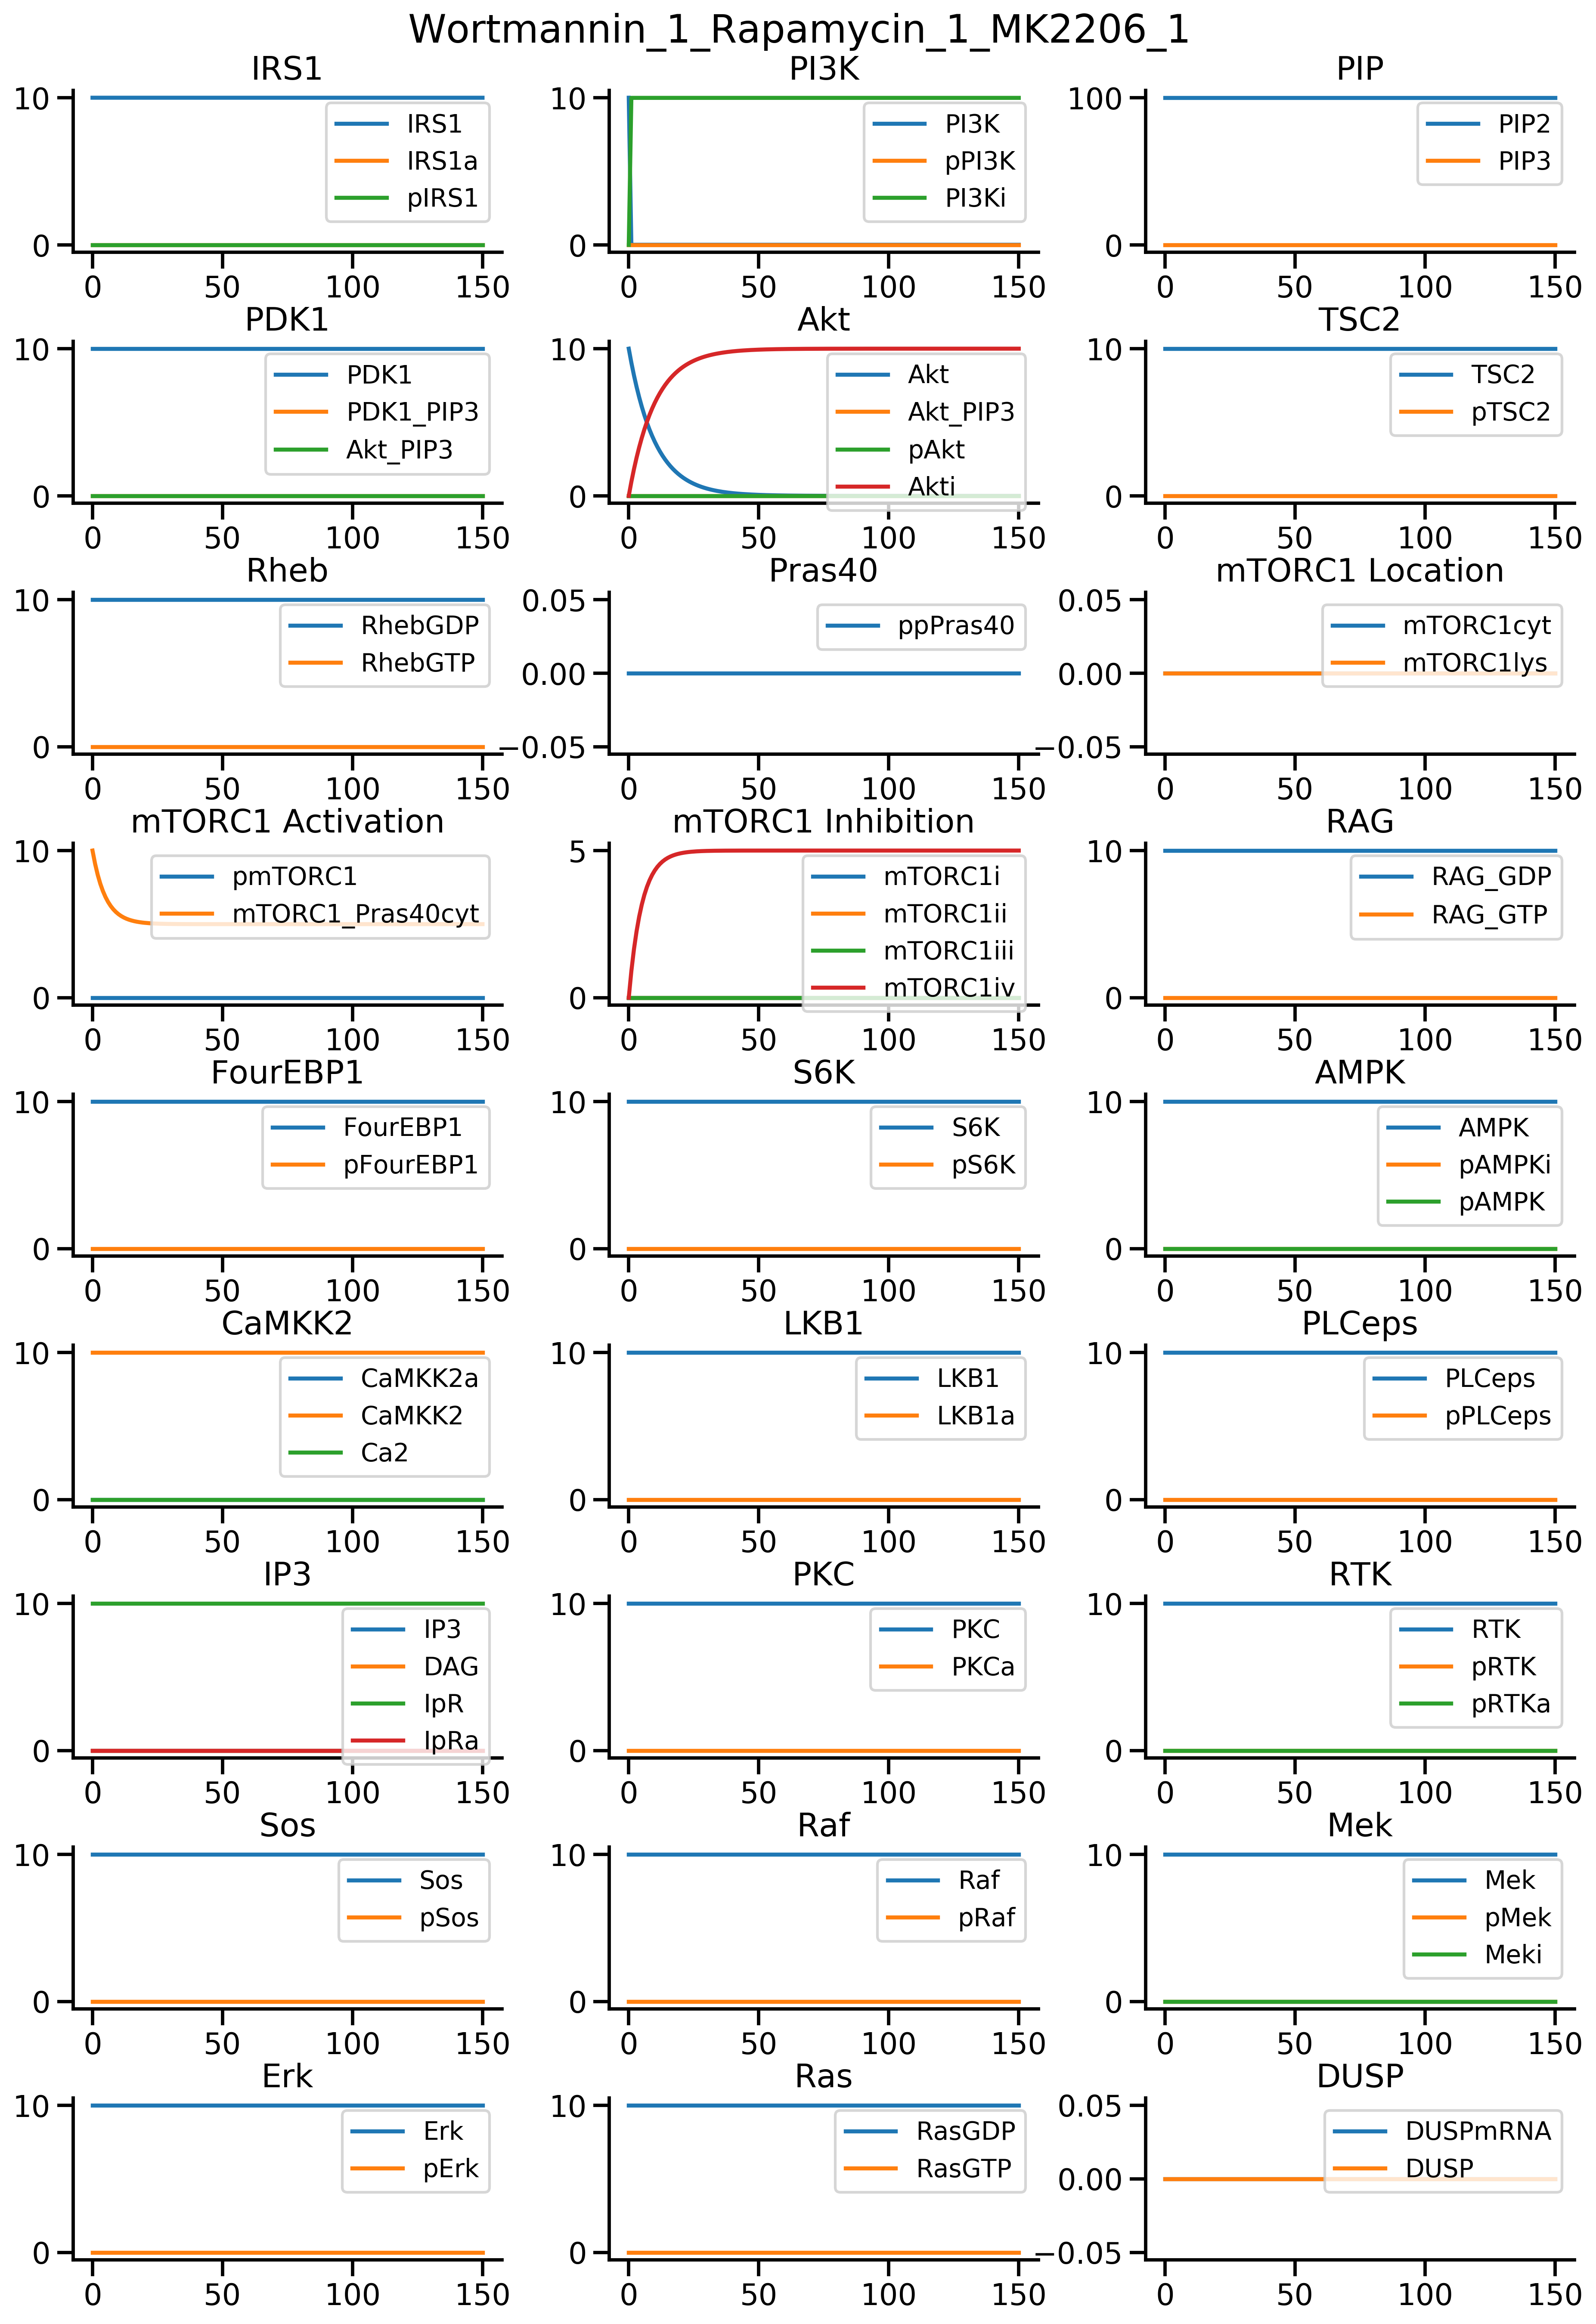 Wortmannin_1_Rapamycin_1_MK2206_1
IRS1
10
0
0 50 100 150
IRS1
IRS1a
pIRS1
PI3K
10
0
0 50 100 150
PI3K
pPI3K
PI3Ki
PIP
100
0
0 50 100 150
PIP2
PIP3
PDK1
10
0
0 50 100 150
PDK1
PDK1_PIP3
Akt_PIP3
Akt
10
0
0 50 100 150
Akt
Akt_PIP3
pAkt
Akti
TSC2
10
0
0 50 100 150
TSC2
pTSC2
Rheb
10
0
0 50 100 150
RhebGDP
RhebGTP
Pras40
0.05
0.00
−0.05
0 50 100 150
ppPras40
mTORC1 Location
0.05
0.00
−0.05
0 50 100 150
mTORC1cyt
mTORC1lys
mTORC1 Activation
10
5
0
0 50 100 150
pmTORC1
mTORC1_Pras40cyt
mTORC1 Inhibition
5
0
0 50 100 150
mTORC1i
mTORC1ii
mTORC1iii
mTORC1iv
RAG
10
0
0 50 100 150
RAG_GDP
RAG_GTP
FourEBP1
10
0
0 50 100 150
FourEBP1
pFourEBP1
S6K
10
0
0 50 100 150
S6K
pS6K
AMPK
10
0
0 50 100 150
AMPK
pAMPKi
pAMPK
CaMKK2
10
0
0 50 100 150
CaMKK2a
CaMKK2
Ca2
LKB1
10
0
0 50 100 150
LKB1
LKB1a
PLCeps
10
0
0 50 100 150
PLCeps
pPLCeps
IP3
10
0
0 50 100 150
IP3
DAG
IpR
IpRa
PKC
10
0
0 50 100 150
PKC
PKCa
RTK
10
0
0 50 100 150
RTK
pRTK
pRTKa
Sos
10
0
0 50 100 150
Sos
pSos
Raf
10
0
0 50 100 150
Raf
pRaf
Mek
10
0
0 50 100 150
Mek
pMek
Meki
Erk
10
0
0 50 100 150
Erk
pErk
Ras
10
0
0 50 100 150
RasGDP
RasGTP
DUSP
0.05
0.00
−0.05
0 50 100 150
DUSPmRNA
DUSP